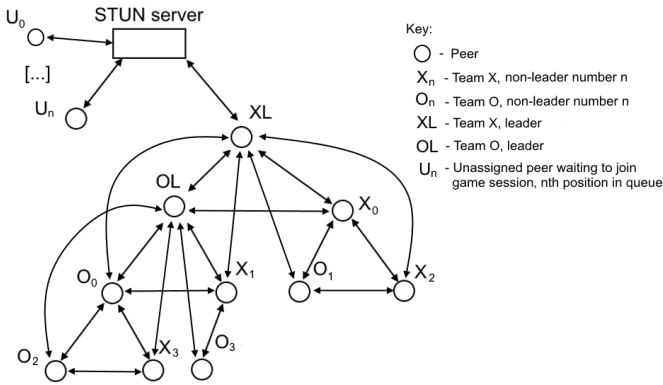 U₀
STUN server
[...]
Uₙ
XL
OL
X₀
O₀
X₁
O₁
X₂
O₂
X₃
O₃
Key:
- Peer
Xₙ - Team X, non-leader number n
Oₙ - Team O, non-leader number n
XL - Team X, leader
OL - Team O, leader
Uₙ - Unassigned peer waiting to join
game session, nth position in queue